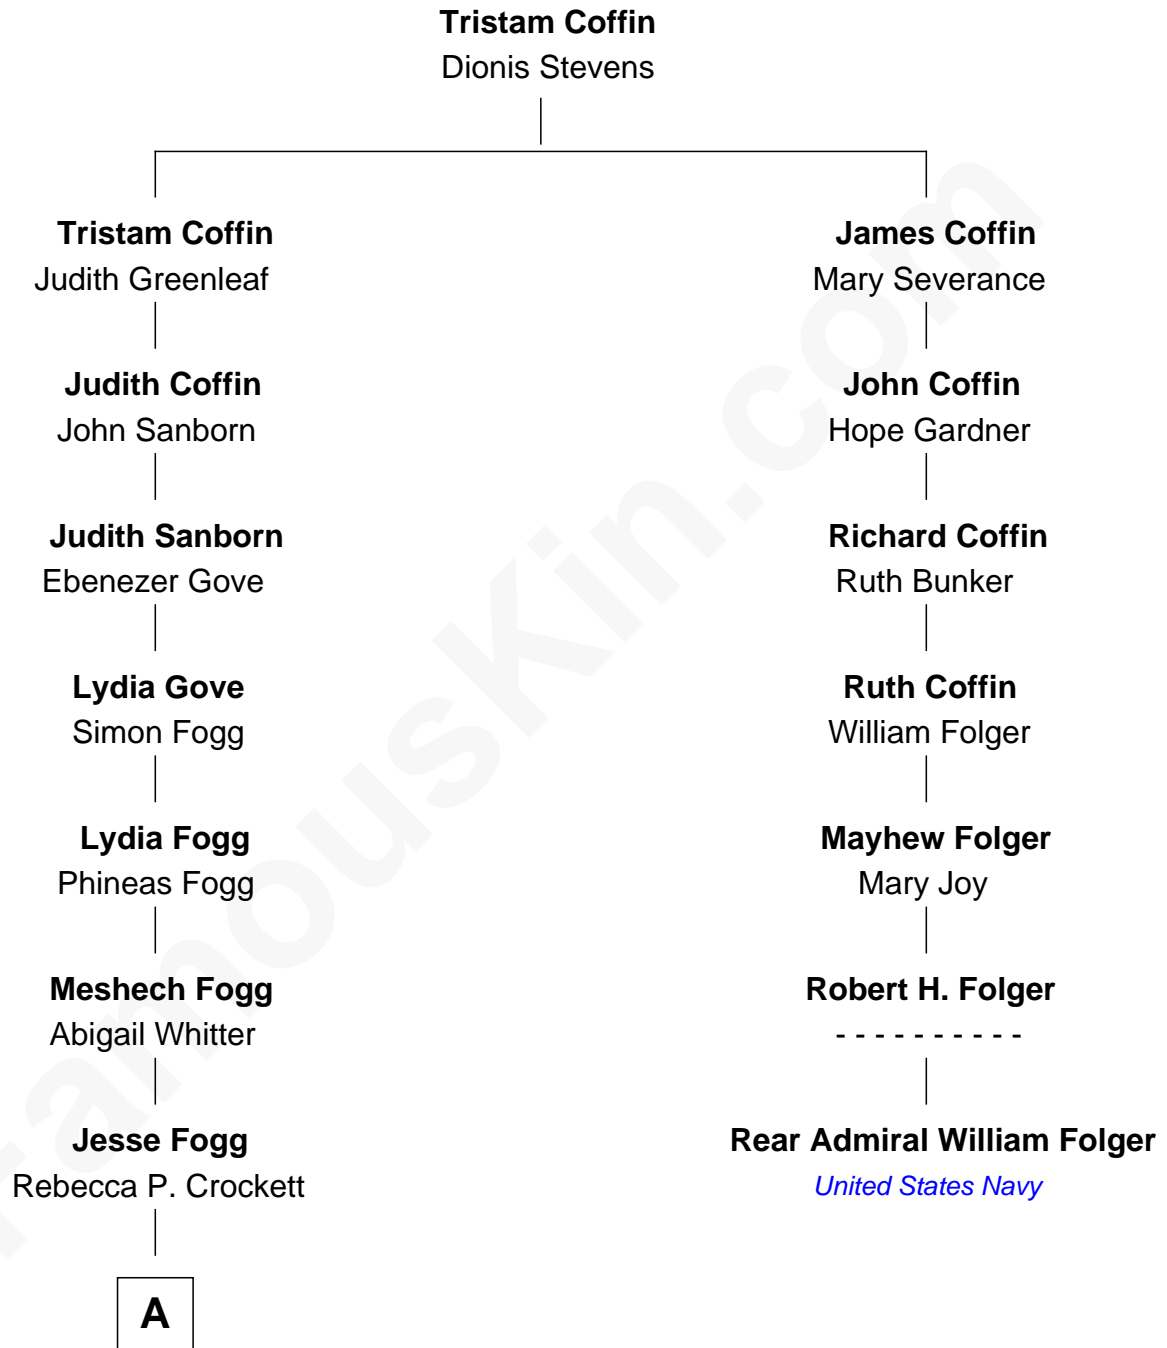 Tristam Coffin
Dionis Stevens
Tristam Coffin
Judith Greenleaf
James Coffin
Mary Severance
Judith Coffin
John Sanborn
John Coffin
Hope Gardner
Judith Sanborn
Ebenezer Gove
Richard Coffin
Ruth Bunker
Lydia Gove
Simon Fogg
Ruth Coffin
William Folger
Lydia Fogg
Phineas Fogg
Mayhew Folger
Mary Joy
Meshech Fogg
Abigail Whitter
Robert H. Folger
- - - - - - - - - -
Jesse Fogg
Rebecca P. Crockett
Rear Admiral William Folger
United States Navy
A
FamousKin.com